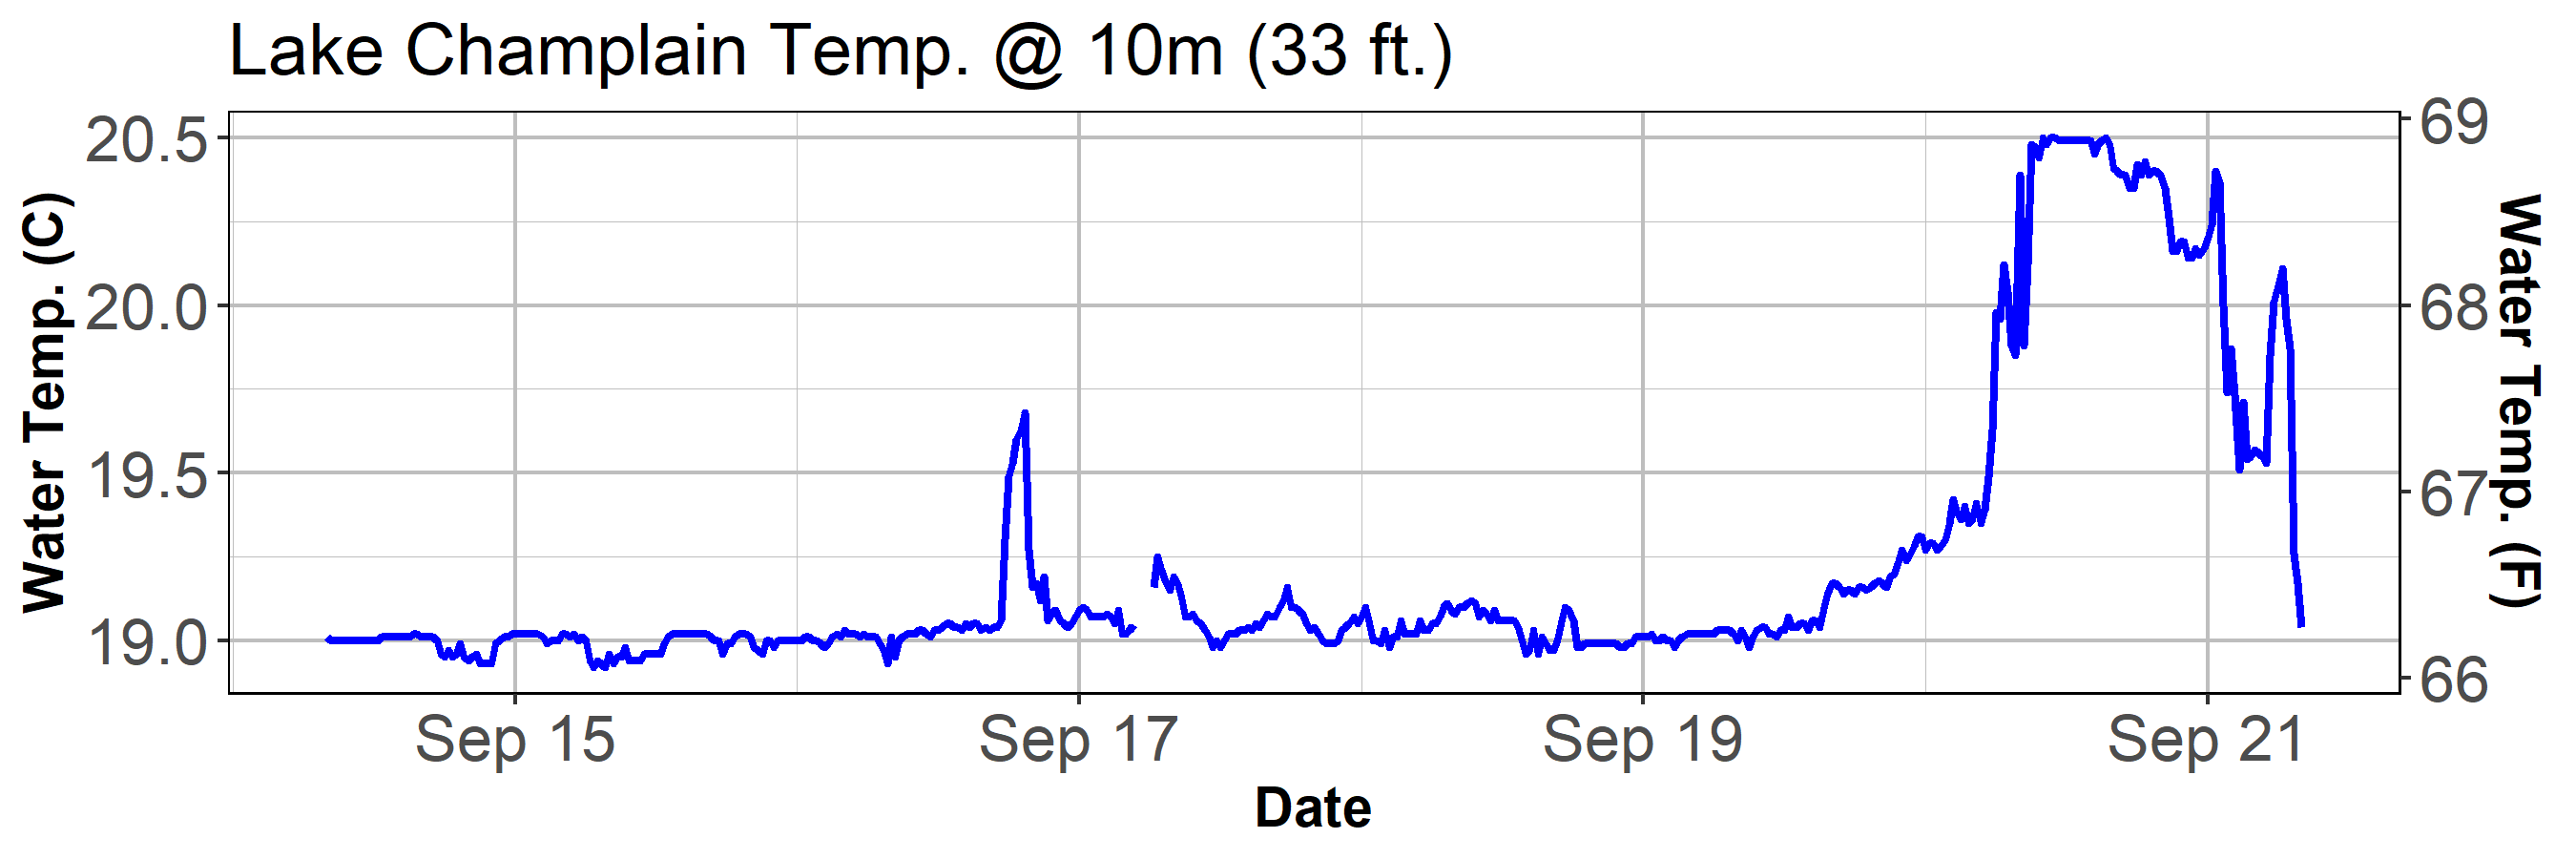 Lake Champlain Temp. @ 10m (33 ft.)
Water Temp. (C)
20.5
20.0
19.5
19.0
69
68
67
66
Water Temp. (F)
Sep 15
Sep 17
Sep 19
Sep 21
Date